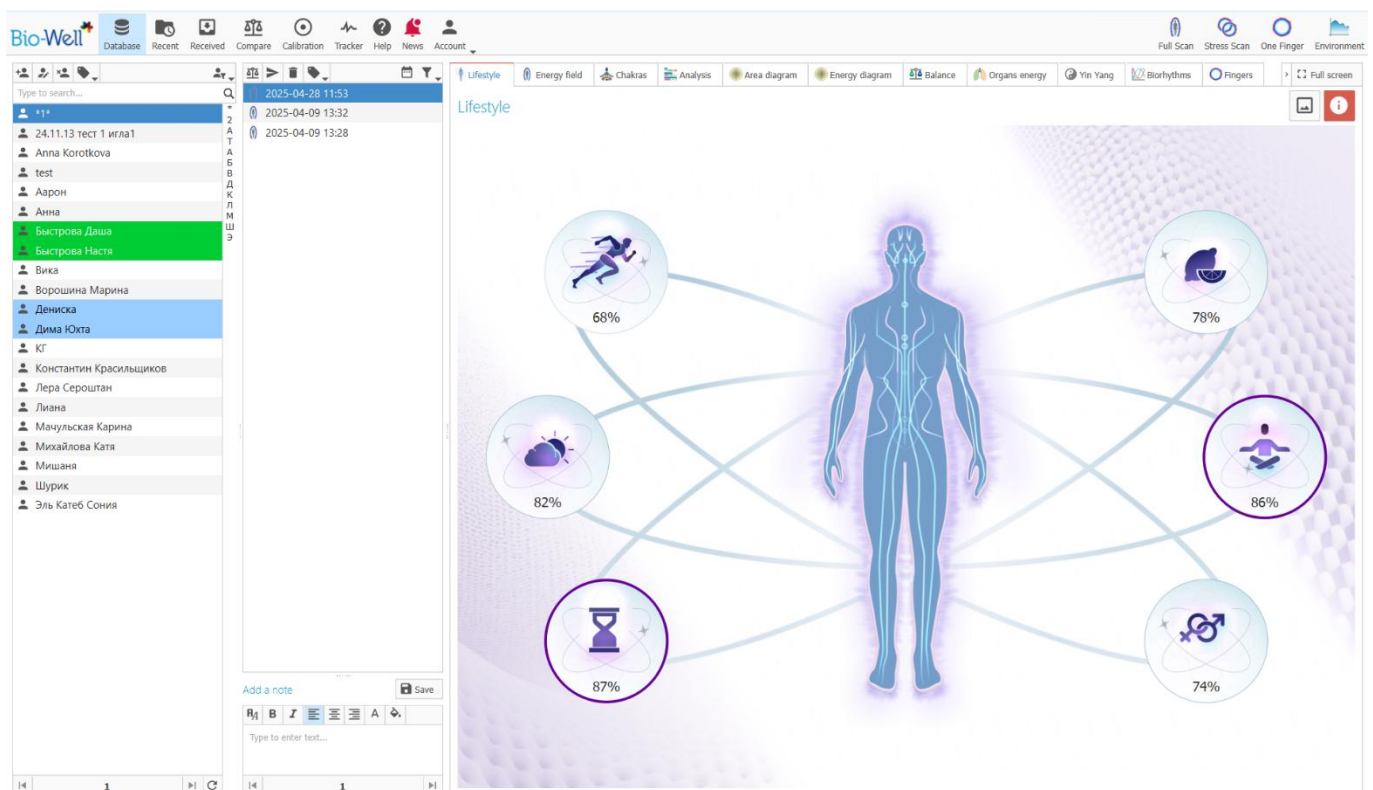 Bio-Well
Database
Recent
Received
Compare
Calibration
Tracker
Help
News
Account
Full Scan
Stress Scan
One Finger
Environment
Type to search...
*1*
24.11.13 тест 1 игла1
Anna Korotkova
test
Аарон
Анна
Быстрова Даша
Быстрова Настя
Вика
Ворошина Марина
Дениска
Дима Юхта
КГ
Константин Красильщиков
Лера Сероштан
Лиана
Мачульская Карина
Михайлова Катя
Мишаня
Шурик
Эль Катеб Сония
*
2
A
T
А
Б
В
Д
К
Л
М
Ш
Э
1
2025-04-28 11:53
2025-04-09 13:32
2025-04-09 13:28
Add a note
Save
B I A
Type to enter text...
1
Lifestyle
Energy field
Chakras
Analysis
Area diagram
Energy diagram
Balance
Organs energy
Yin Yang
Biorhythms
Fingers
Full screen
Lifestyle
68%
78%
82%
86%
87%
74%